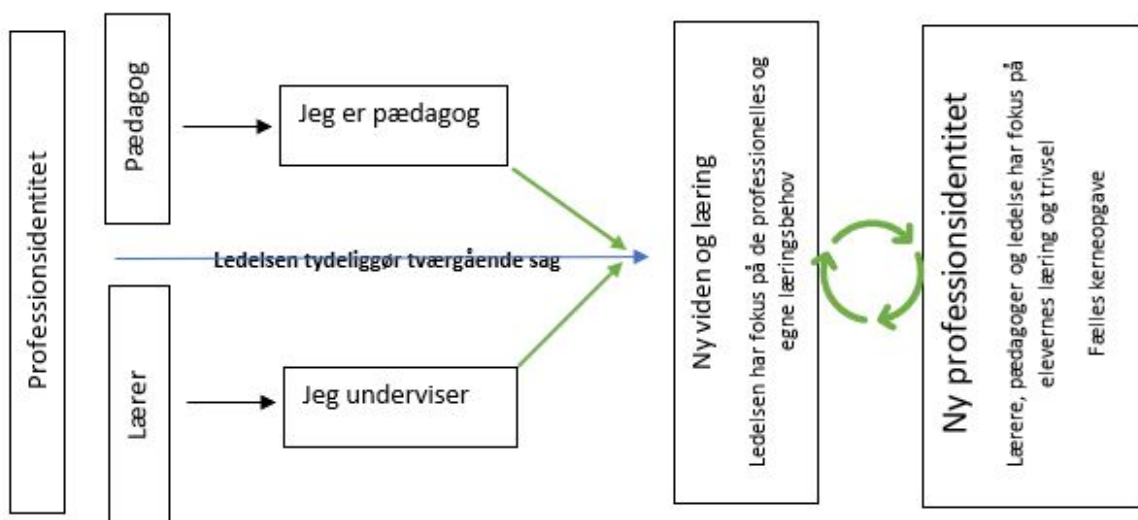 Professionsidentitet
Pædagog
Jeg er pædagog
Ledelsen tydeliggør tværgående sag
Lærer
Jeg underviser
Ny viden og læring
Ledelsen har fokus på de professionelles og
egne læringsbehov
Ny professionsidentitet
Lærere, pædagoger og ledelse har fokus på
elevernes læring og trivsel
Fælles kerneopgave